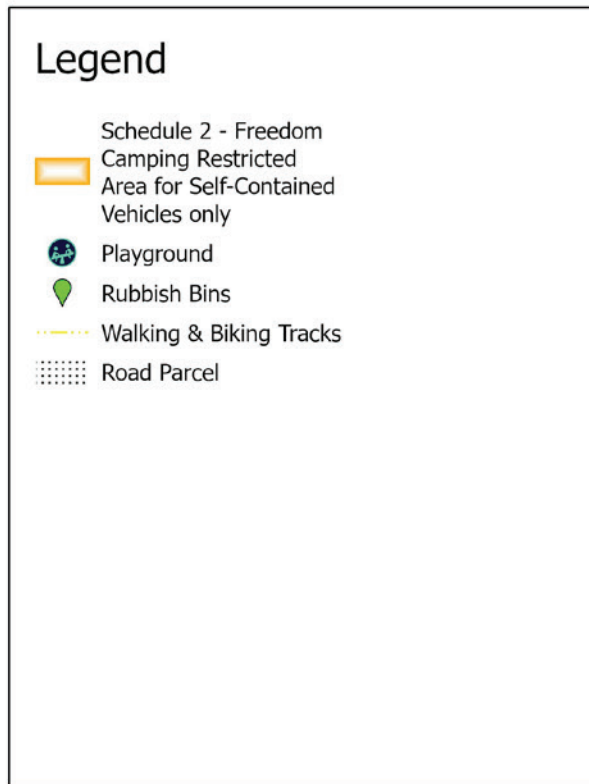 Legend
Schedule 2 - Freedom
Camping Restricted
Area for Self-Contained
Vehicles only
Playground
Rubbish Bins
Walking & Biking Tracks
Road Parcel